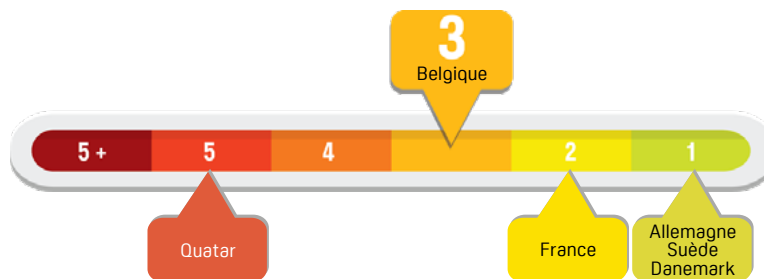 3
Belgique
5 + 5 4 2 1
Quatar
France
Allemagne
Suède
Danemark